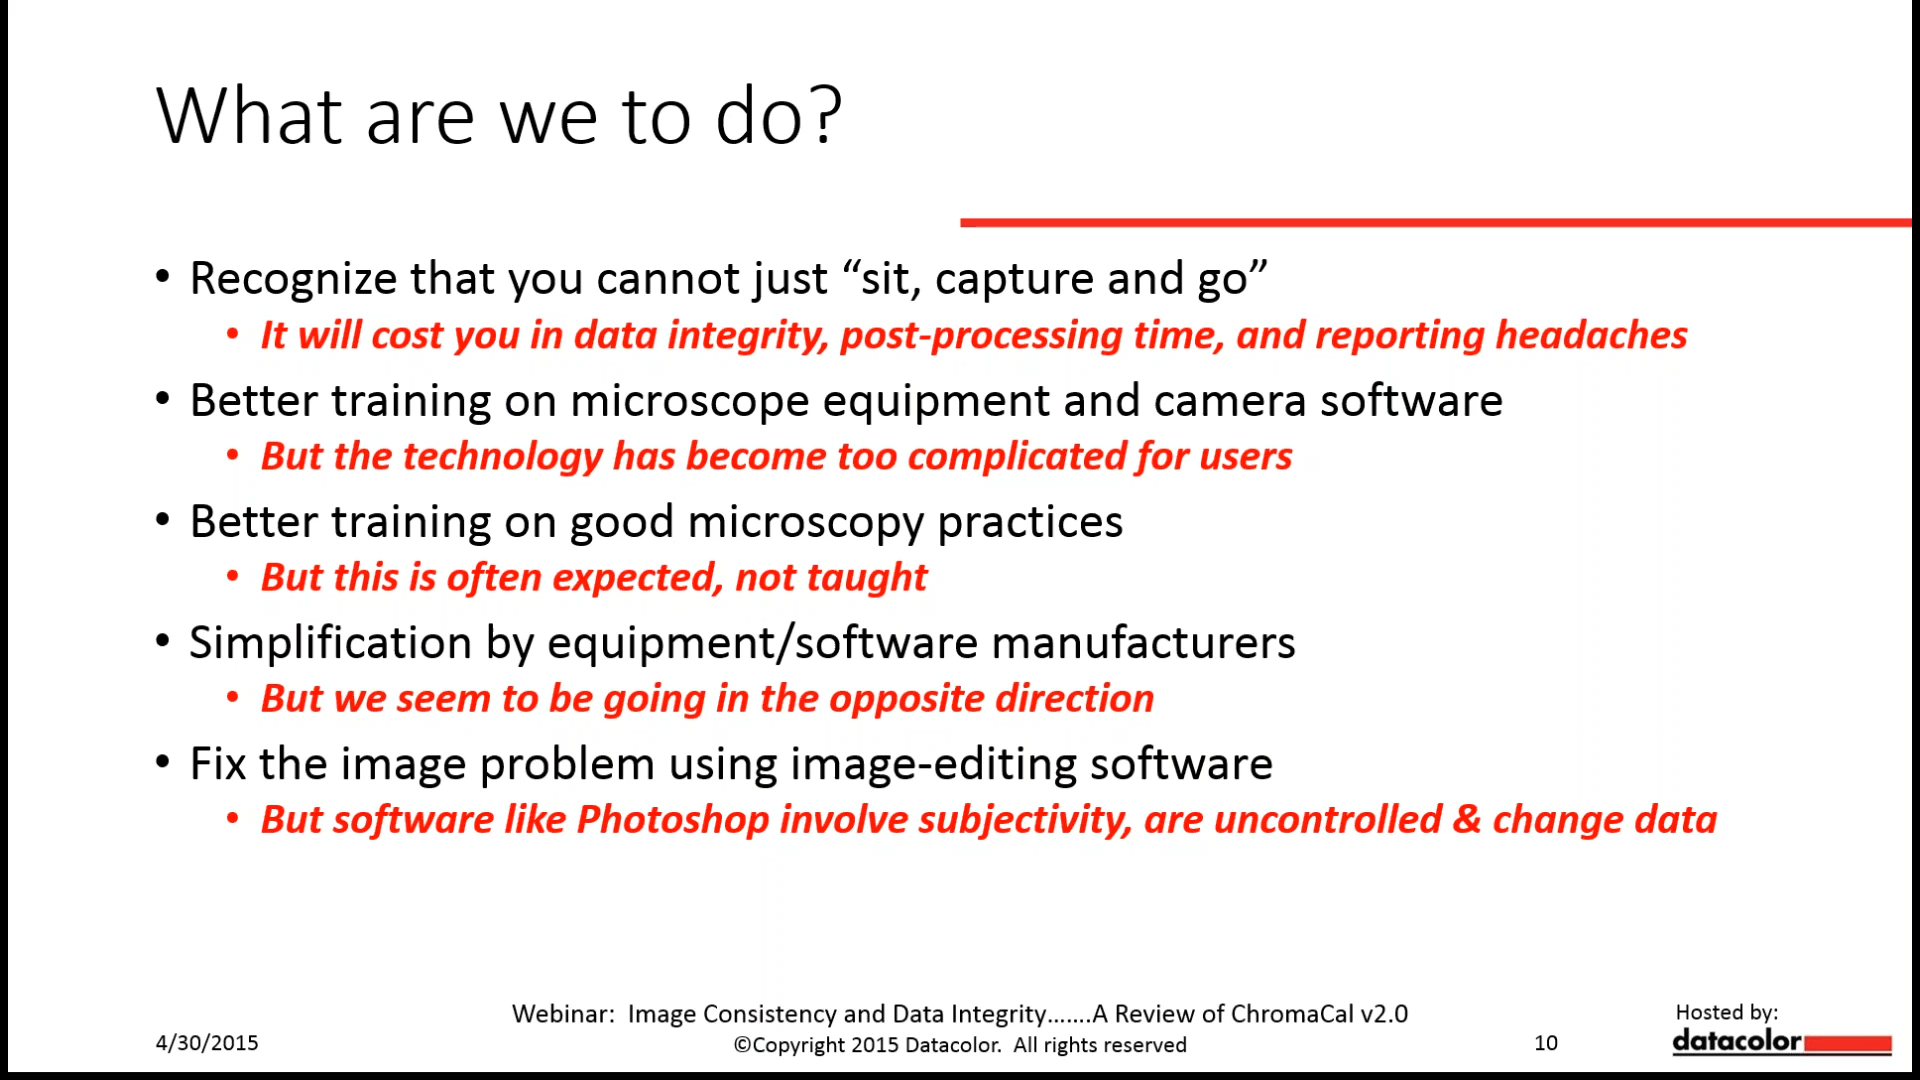 What are we to do?
• Recognize that you cannot just “sit, capture and go”
• It will cost you in data integrity, post-processing time, and reporting headaches
• Better training on microscope equipment and camera software
• But the technology has become too complicated for users
• Better training on good microscopy practices
• But this is often expected, not taught
• Simplification by equipment/software manufacturers
• But we seem to be going in the opposite direction
• Fix the image problem using image-editing software
• But software like Photoshop involve subjectivity, are uncontrolled & change data
4/30/2015
Webinar:  Image Consistency and Data Integrity.......A Review of ChromaCal v2.0
©Copyright 2015 Datacolor.  All rights reserved
10
Hosted by:
datacolor